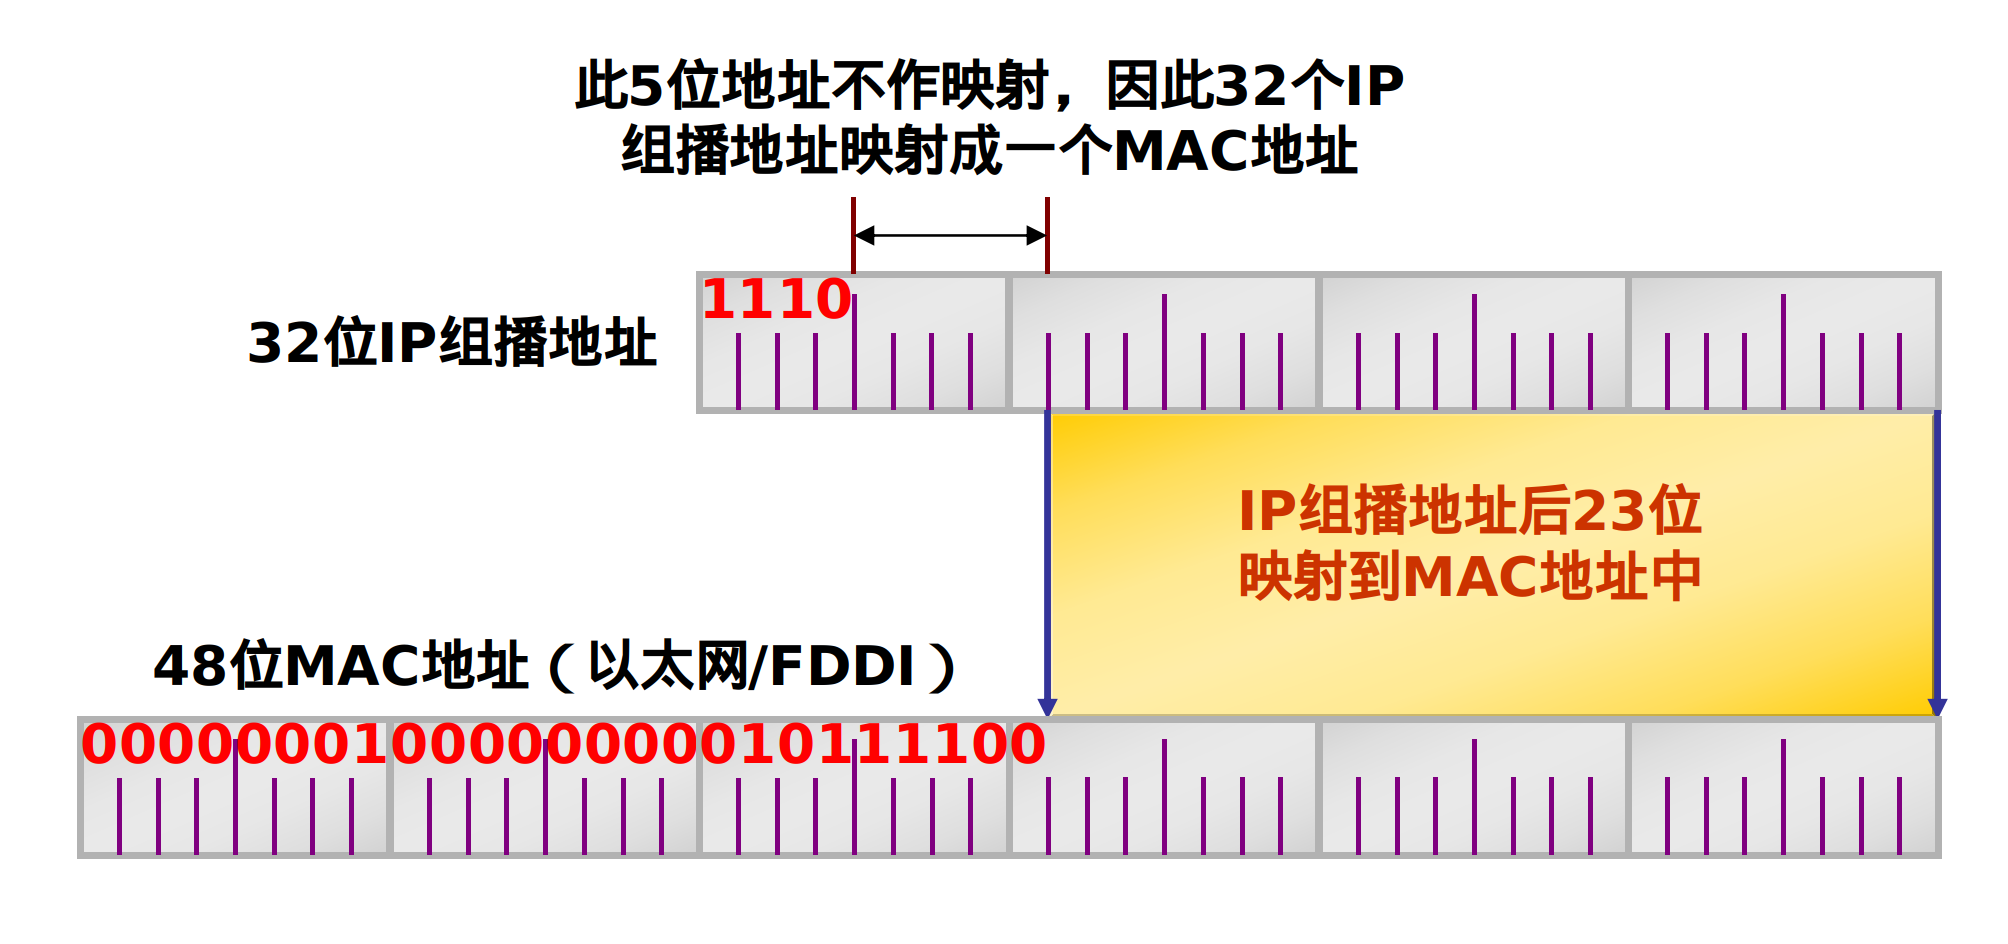 此5位地址不作映射，因此32个IP
组播地址映射成一个MAC地址
1110
32位IP组播地址
IP组播地址后23位
映射到MAC地址中
48位MAC地址（以太网/FDDI）
0000000100000000010111100